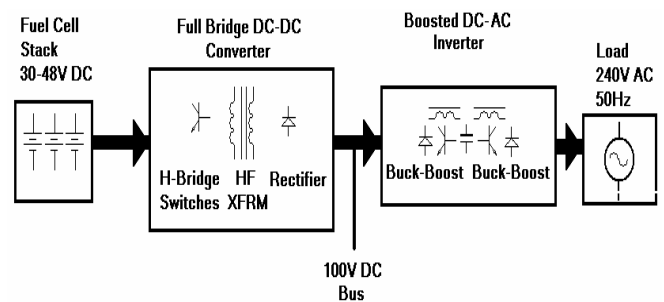 Fuel Cell
Stack
30-48V DC
Full Bridge DC-DC
Converter
Boosted DC-AC
Inverter
Load
240V AC
50Hz
H-Bridge HF Rectifier
Switches XFRM
Buck-Boost Buck-Boost
100V DC
Bus